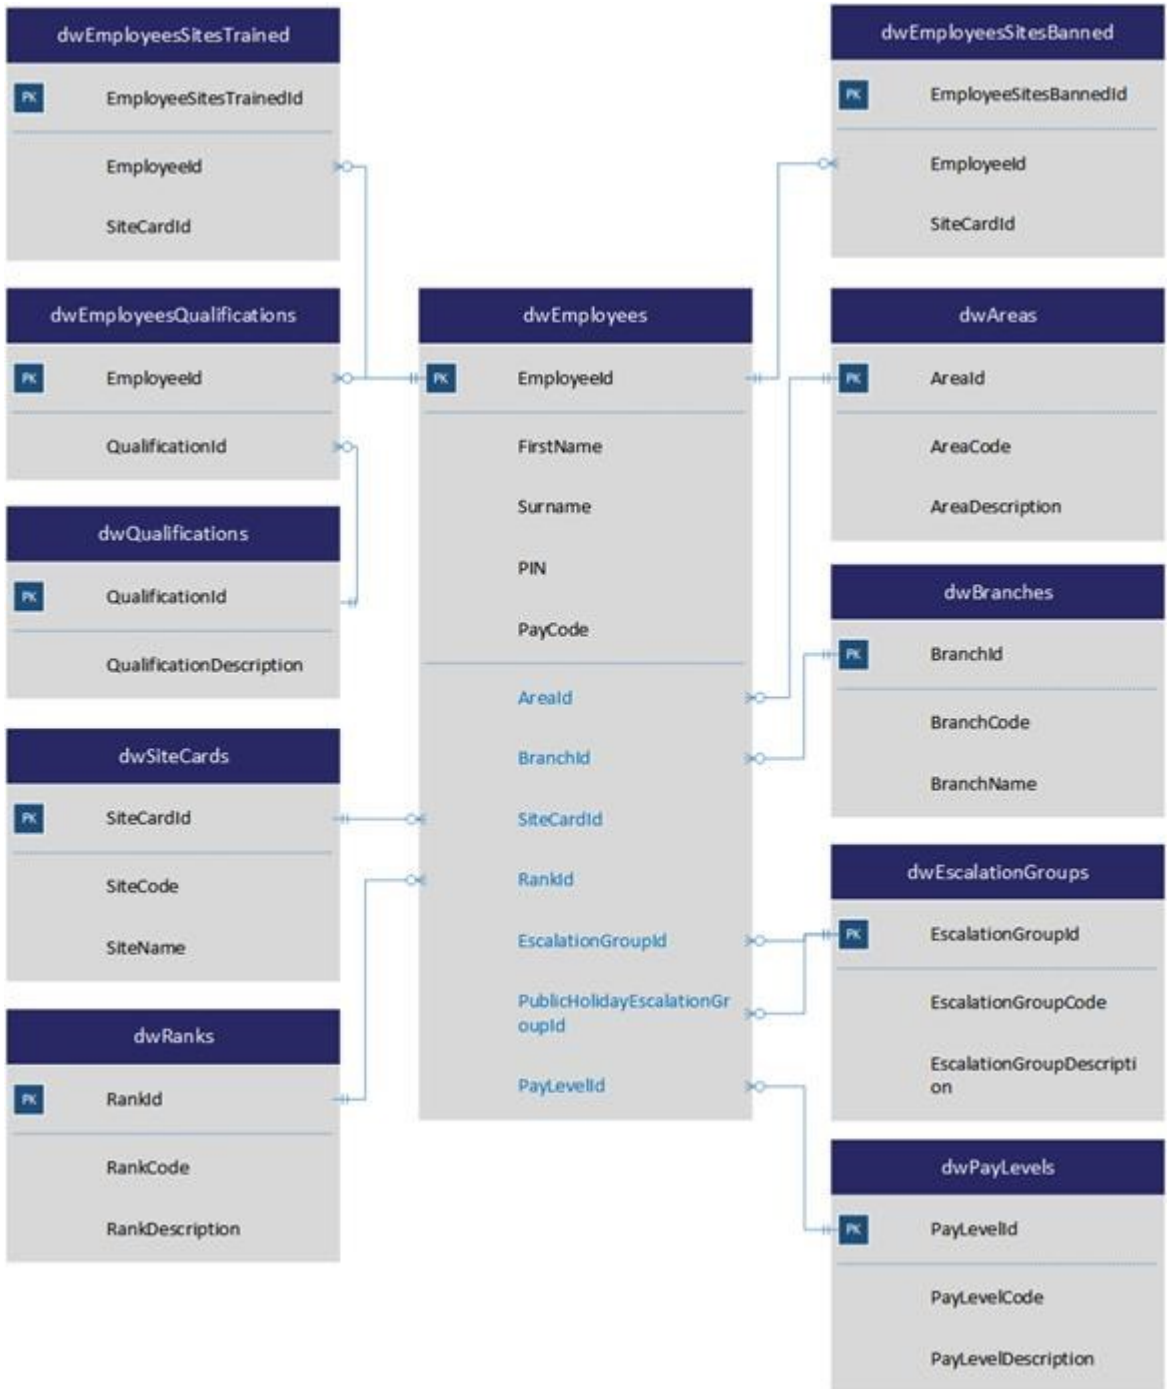 dwEmployeesSitesTrained
PK EmployeeSitesTrainedId
EmployeeId
SiteCardId
dwEmployeesQualifications
PK EmployeeId
QualificationId
dwQualifications
PK QualificationId
QualificationDescription
dwSiteCards
PK SiteCardId
SiteCode
SiteName
dwRanks
PK RankId
RankCode
RankDescription
dwEmployees
PK EmployeeId
FirstName
Surname
PIN
PayCode
AreaId
BranchId
SiteCardId
RankId
EscalationGroupId
PublicHolidayEscalationGr
oupId
PayLevelId
dwEmployeesSitesBanned
PK EmployeeSitesBannedId
EmployeeId
SiteCardId
dwAreas
PK AreaId
AreaCode
AreaDescription
dwBranches
PK BranchId
BranchCode
BranchName
dwEscalationGroups
PK EscalationGroupId
EscalationGroupCode
EscalationGroupDescripti
on
dwPayLevels
PK PayLevelId
PayLevelCode
PayLevelDescription